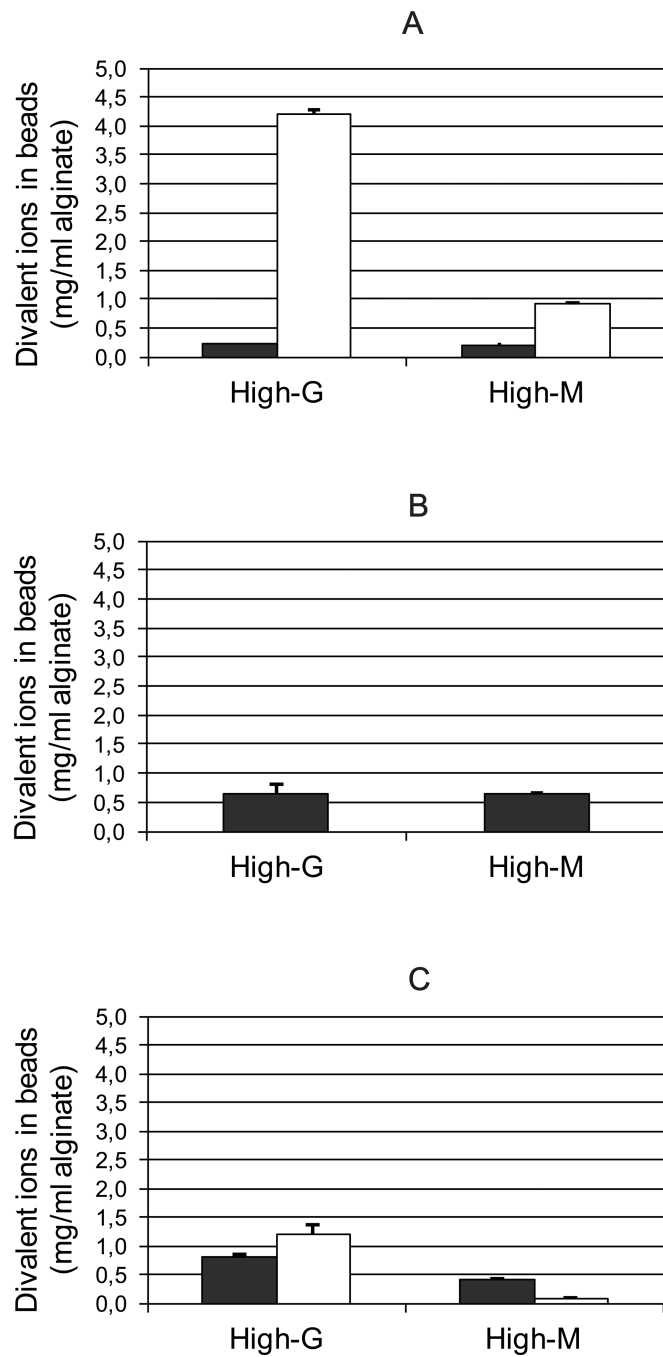 A
Divalent ions in beads
(mg/ml alginate)
5,0
4,5
4,0
3,5
3,0
2,5
2,0
1,5
1,0
0,5
0,0
High-G High-M
B
Divalent ions in beads
(mg/ml alginate)
5,0
4,5
4,0
3,5
3,0
2,5
2,0
1,5
1,0
0,5
0,0
High-G High-M
C
Divalent ions in beads
(mg/ml alginate)
5,0
4,5
4,0
3,5
3,0
2,5
2,0
1,5
1,0
0,5
0,0
High-G High-M